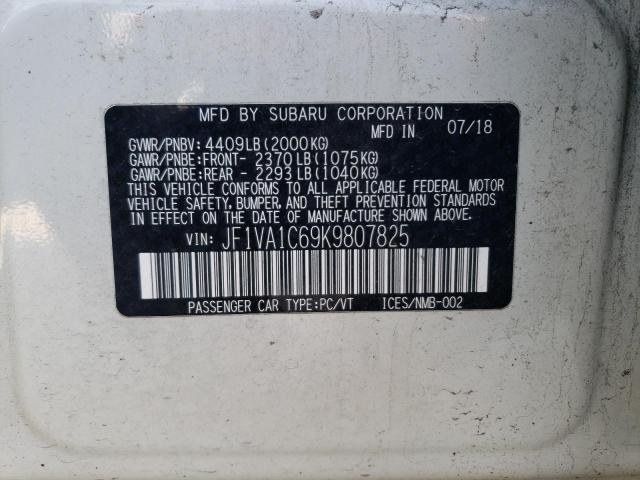 MFD BY SUBARU CORPORATION
MFD IN 07/18
GVWR/PNBV: 4409LB(2000KG)
GAWR/PNBE:FRONT- 2370LB(1075KG)
GAWR/PNBE:REAR - 2293LB(1040KG)
THIS VEHICLE CONFORMS TO ALL APPLICABLE FEDERAL MOTOR
VEHICLE SAFETY, BUMPER, AND THEFT PREVENTION STANDARDS
IN EFFECT ON THE DATE OF MANUFACTURE SHOWN ABOVE.
VIN: JF1VA1C69K9807825
PASSENGER CAR TYPE:PC/VT ICES/NMB-002